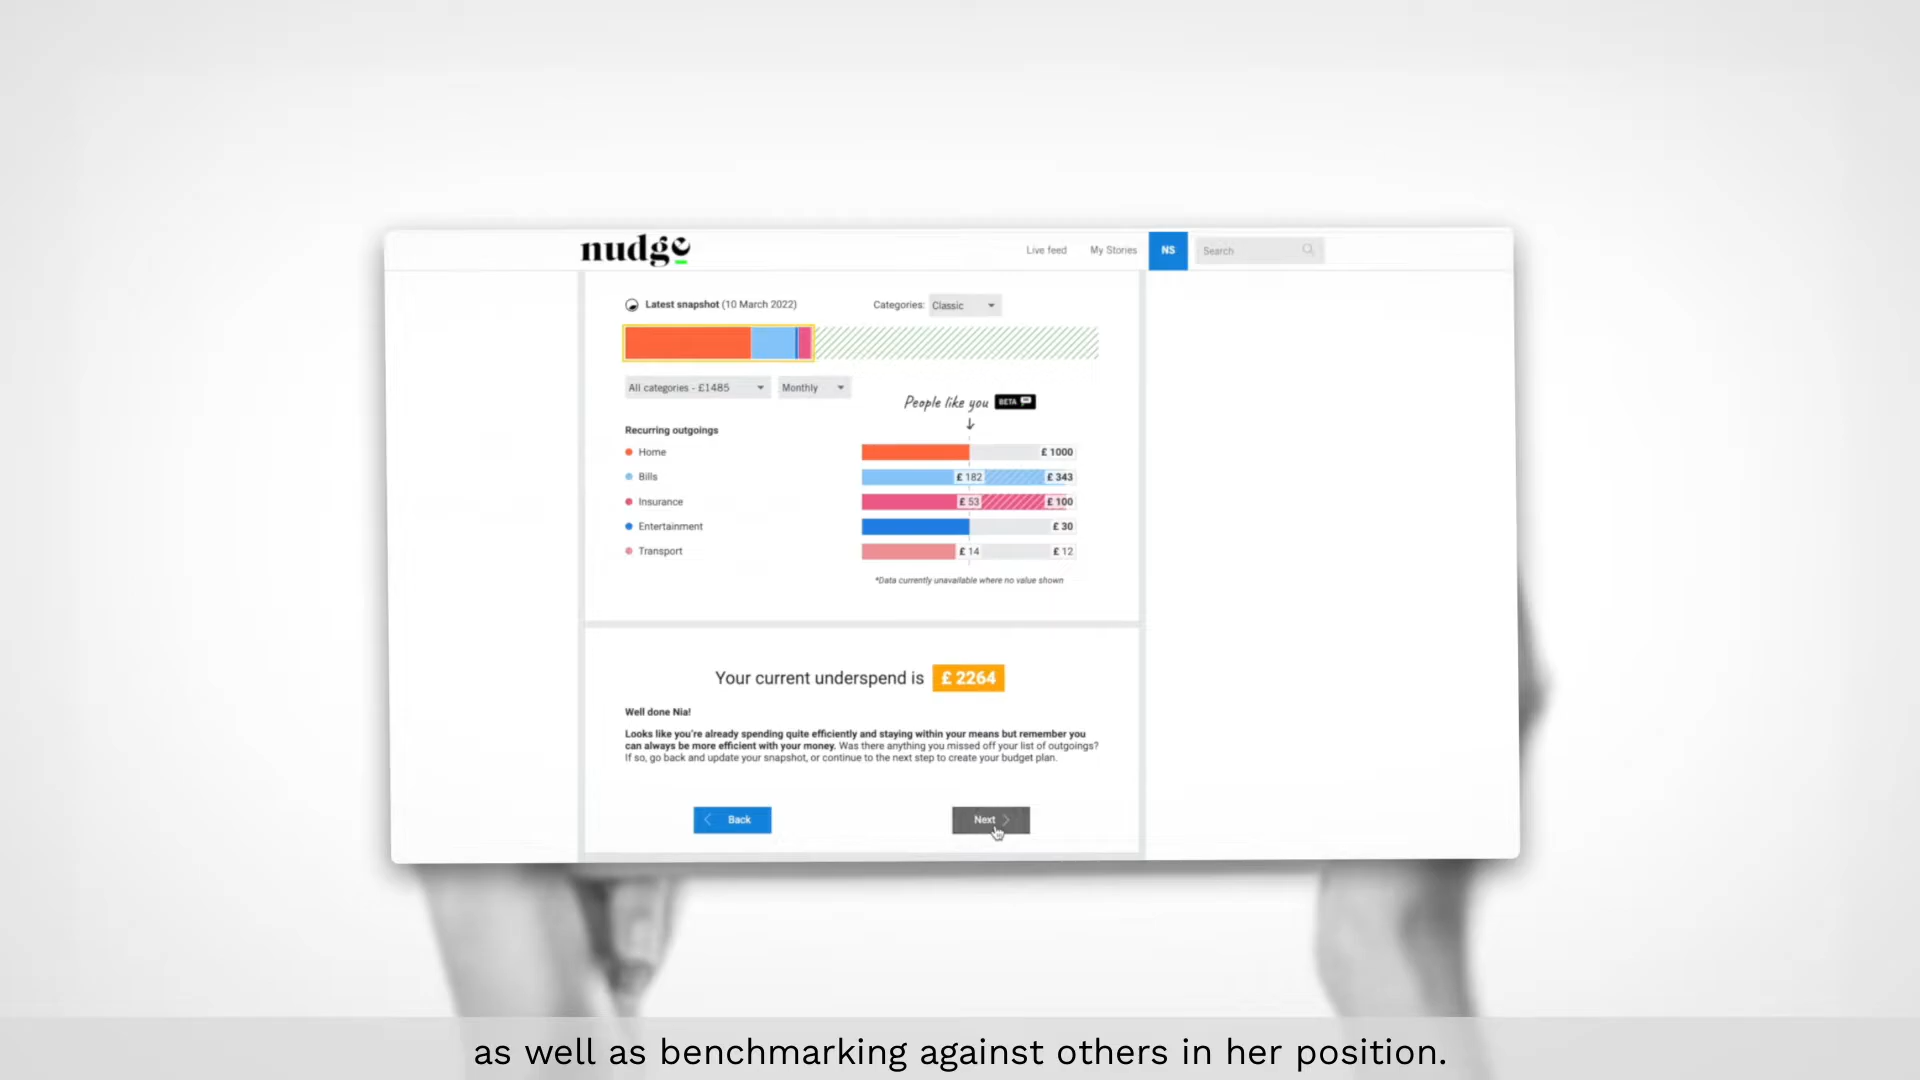 nudge
Live feed My Stories NS Search
Latest snapshot (10 March 2022) Categories: Classic
All categories - £1485 Monthly
People like you BETA
Recurring outgoings
Home £ 1000
Bills £ 182 £ 343
Insurance £ 53 £ 100
Entertainment £ 30
Transport £ 14 £ 12
*Data currently unavailable where no value shown
Your current underspend is £ 2264
Well done Nia!
Looks like you're already spending quite efficiently and staying within your means but remember you
can always be more efficient with your money. Was there anything you missed off your list of outgoings?
If so, go back and update your snapshot, or continue to the next step to create your budget plan.
Back Next
as well as benchmarking against others in her position.